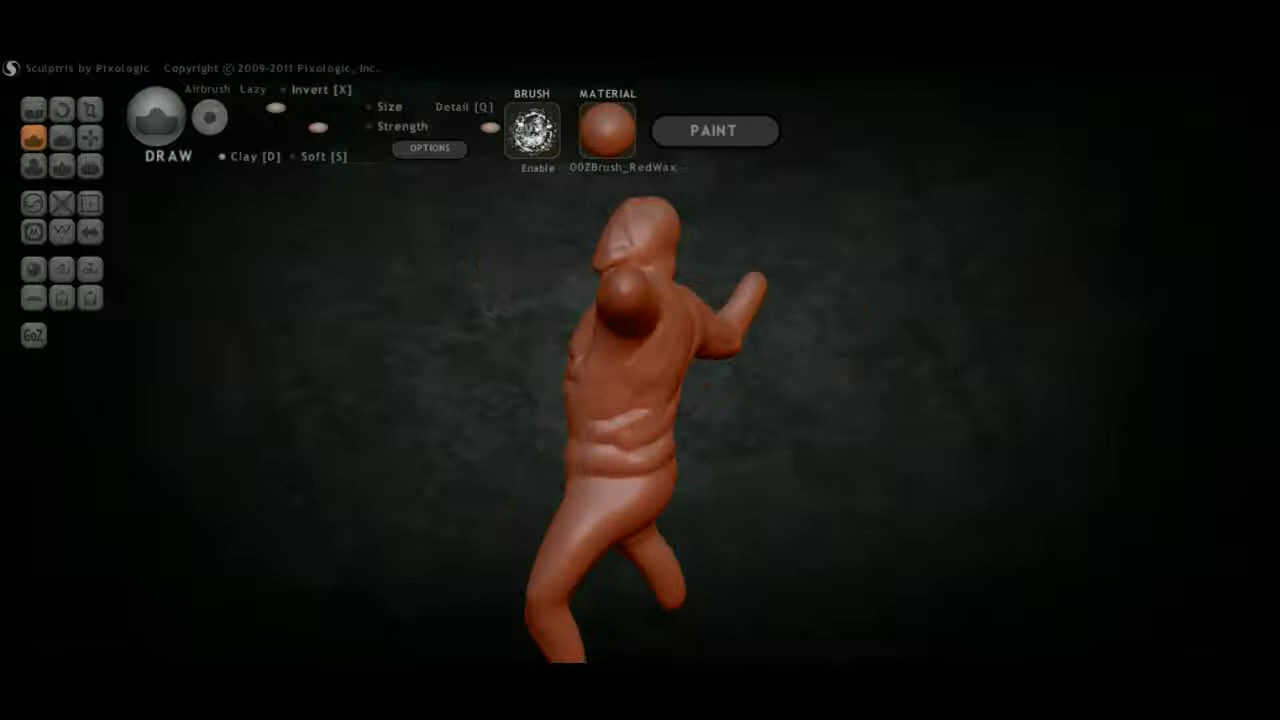 Sculptris by Pixologic   Copyright © 2009-2011 Pixologic, Inc.
Airbrush Lazy Invert [X]
Size Detail [Q]
Strength
OPTIONS
DRAW
Clay [D] Soft [S]
BRUSH
Enable
MATERIAL
00ZBrush_RedWax
PAINT
GoZ